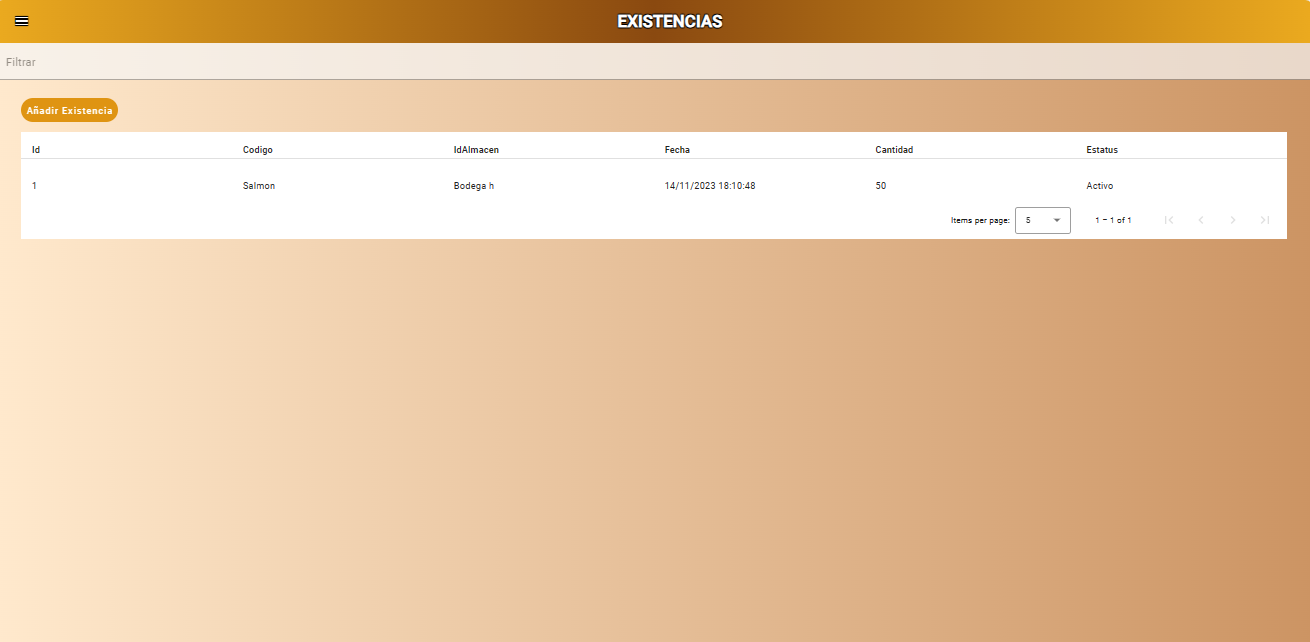 EXISTENCIAS
Filtrar
Añadir Existencia
Id Codigo IdAlmacen Fecha Cantidad Estatus
1 Salmon Bodega h 14/11/2023 18:10:48 50 Activo
Items per page: 5 1 – 1 of 1